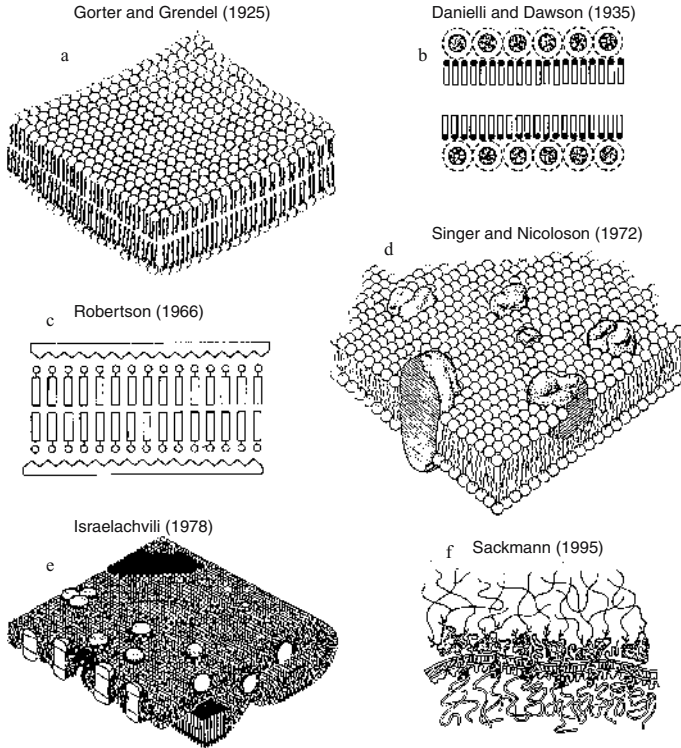 Gorter and Grendel (1925)
a
Danielli and Dawson (1935)
b
Robertson (1966)
c
Singer and Nicoloson (1972)
d
Israelachvili (1978)
e
Sackmann (1995)
f